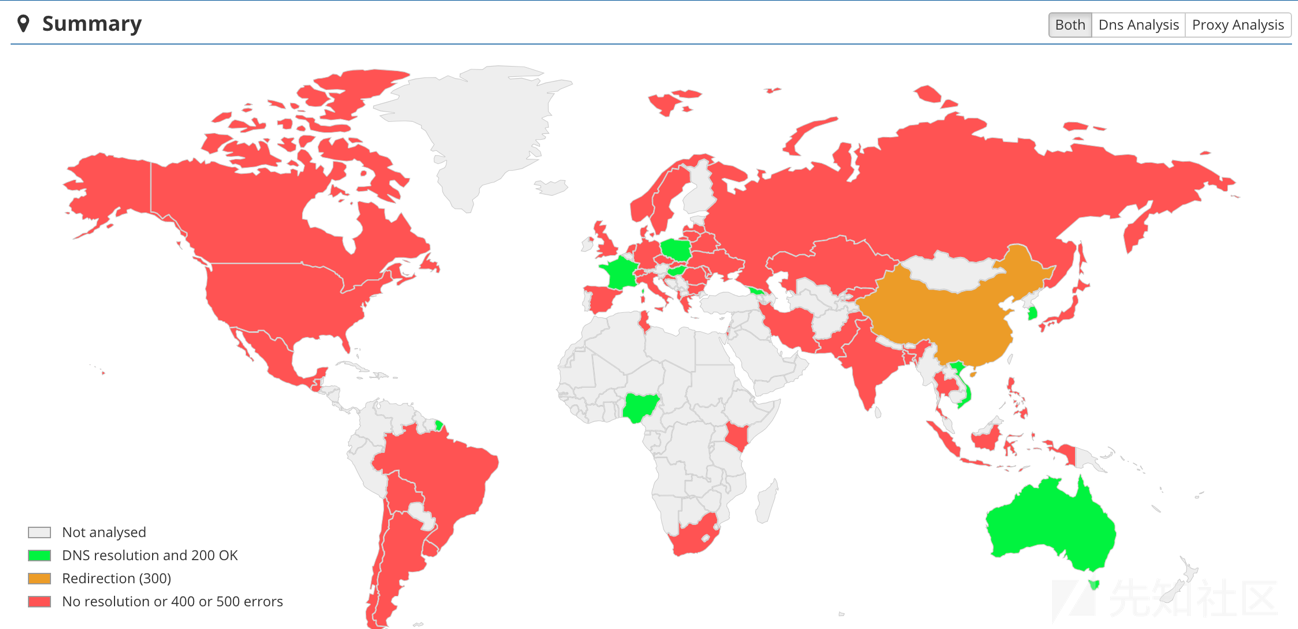 Summary
Both
Dns Analysis
Proxy Analysis
Not analysed
DNS resolution and 200 OK
Redirection (300)
No resolution or 400 or 500 errors
先知社区